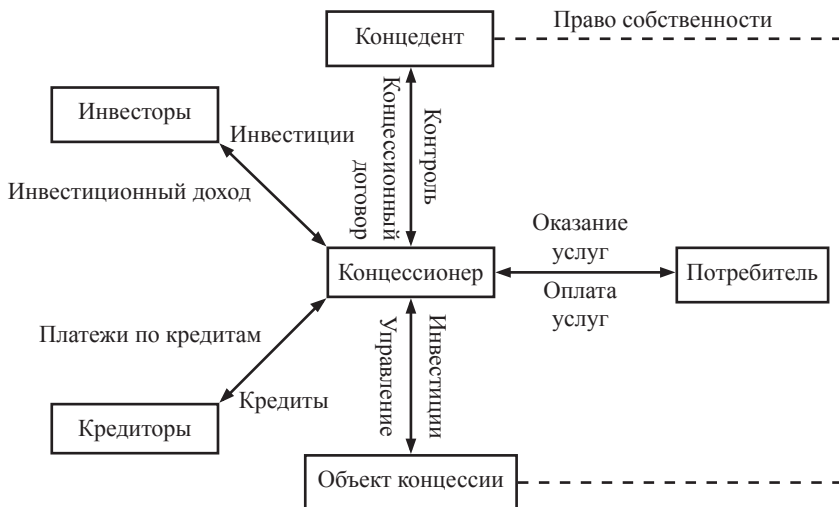 Право собственности
Концедент
Инвесторы
Инвестиции
Концессионный
договор
Контроль
Инвестиционный доход
Оказание
услуг
Концессионер
Потребитель
Оплата
услуг
Платежи по кредитам
Управление
Инвестиции
Кредиты
Кредиторы
Объект концессии